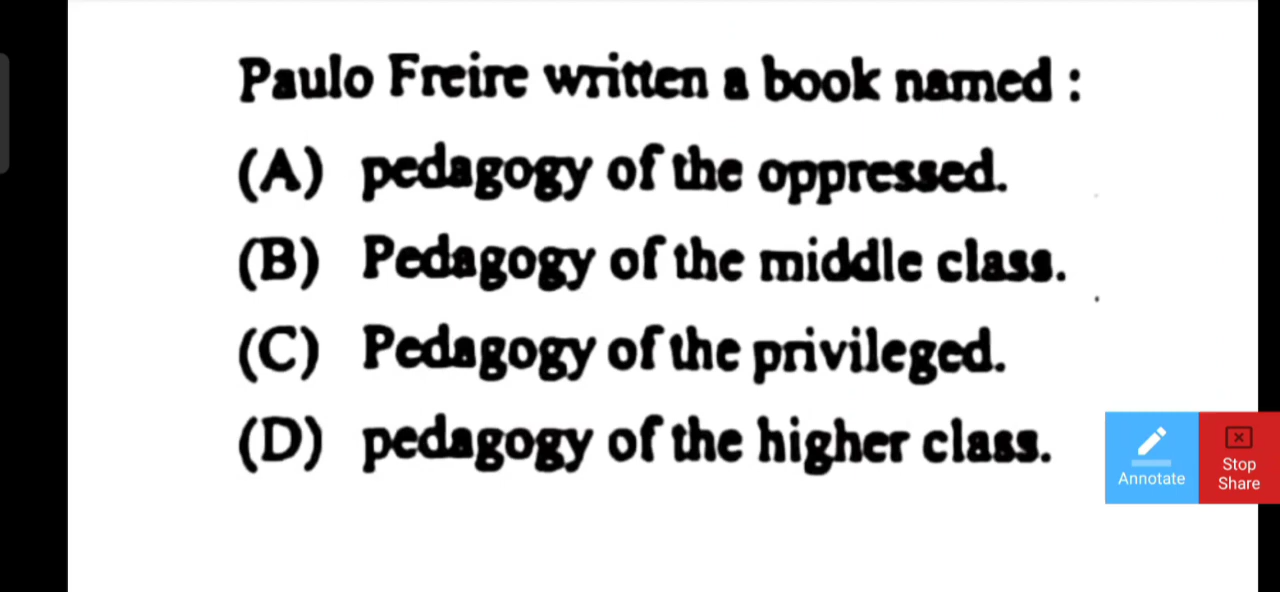 Paulo Freire written a book named :
(A) pedagogy of the oppressed.
(B) Pedagogy of the middle class.
(C) Pedagogy of the privileged.
(D) pedagogy of the higher class.
Annotate
Stop
Share